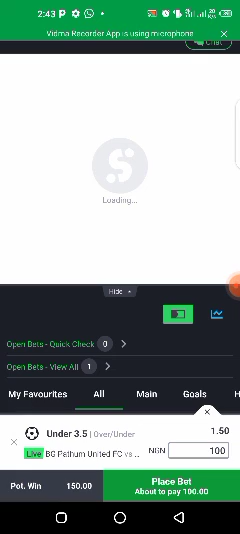 2:43
Vidma Recorder App is using microphone
Chat
Loading...
Hide
Open Bets - Quick Check 0
Open Bets - View All 1
My Favourites All Main Goals H
Under 3.5 | Over/Under 1.50
Live BG Pathum United FC vs ... NGN 100
Pot. Win 150.00 Place Bet
About to pay 100.00